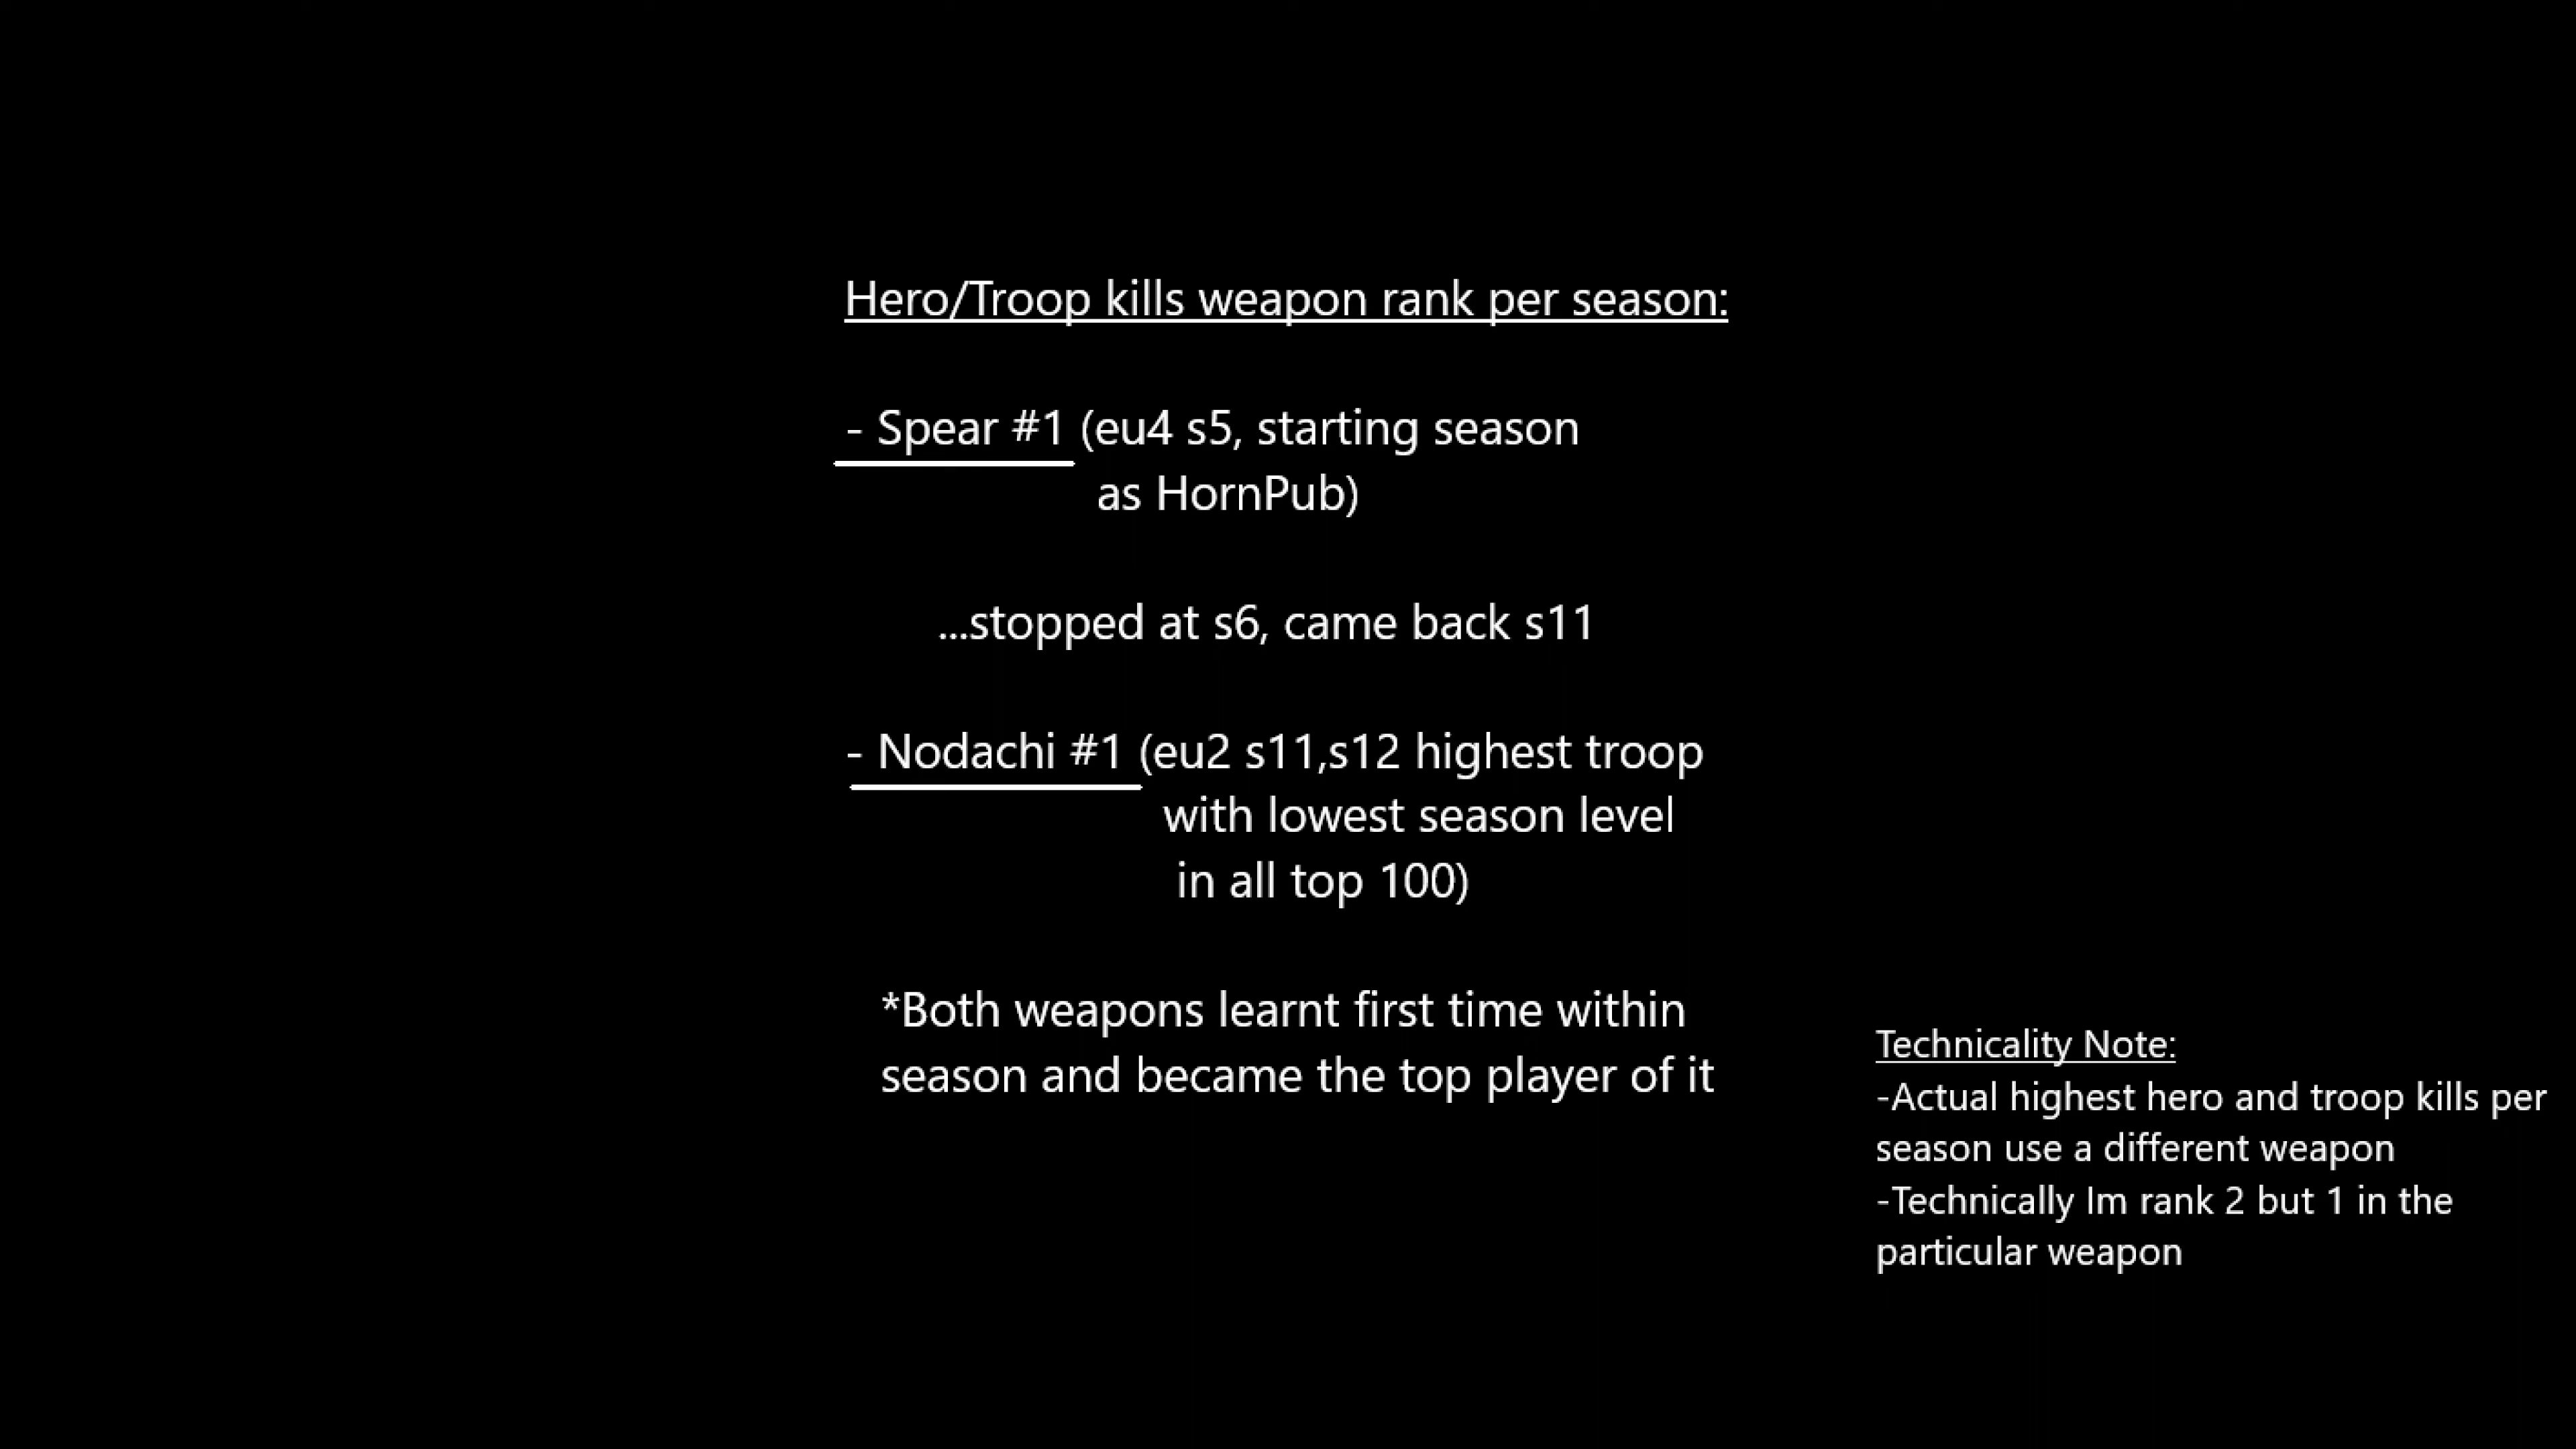 Hero/Troop kills weapon rank per season:
- Spear #1 (eu4 s5, starting season
as HornPub)
...stopped at s6, came back s11
- Nodachi #1 (eu2 s11,s12 highest troop
with lowest season level
in all top 100)
*Both weapons learnt first time within
season and became the top player of it
Technicality Note:
-Actual highest hero and troop kills per
season use a different weapon
-Technically Im rank 2 but 1 in the
particular weapon